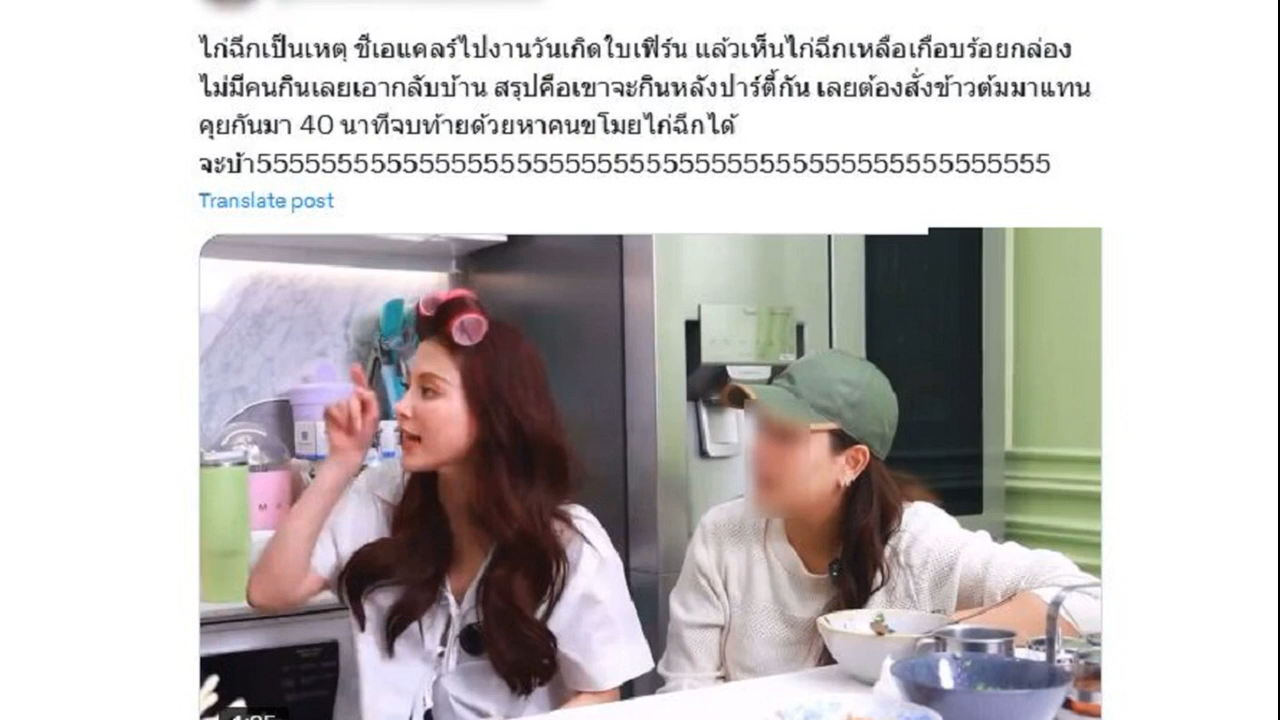 ไก่ฉีกเป็นเหตุ ชีเอแคลร์ไปงานวันเกิดใบเฟิร์น แล้วเห็นไก่ฉีกเหลือเกือบร้อยกล่อง
ไม่มีคนกินเลยเอากลับบ้าน สรุปคือเขาจะกินหลังปาร์ตี้กัน เลยต้องสั่งข้าวต้มมาแทน
คุยกันมา 40 นาทีจบท้ายด้วยหาคนขโมยไก่ฉีกได้
จะบ้า5555555555555555555555555555555555555555555555555
Translate post